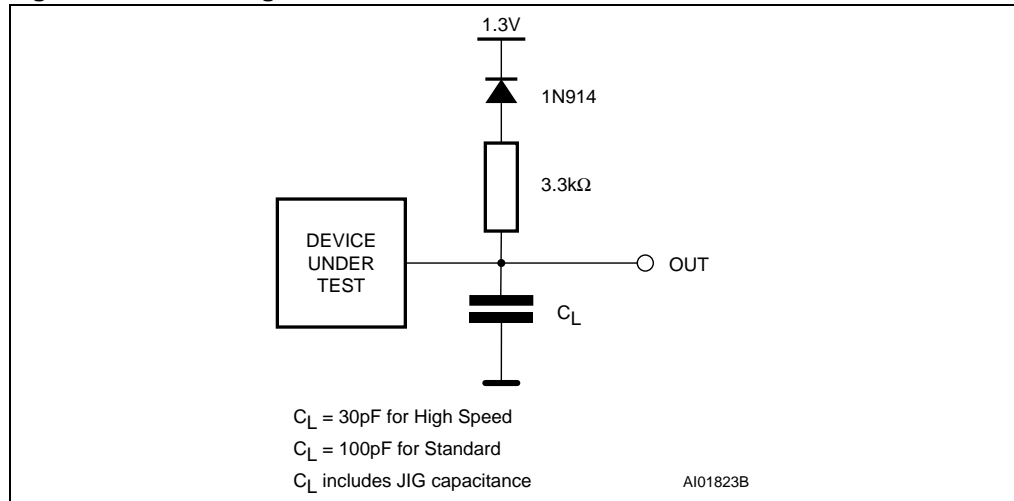 1.3V
1N914
3.3kΩ
DEVICE
UNDER
TEST
OUT
CL
CL = 30pF for High Speed
CL = 100pF for Standard
CL includes JIG capacitance
AI01823B